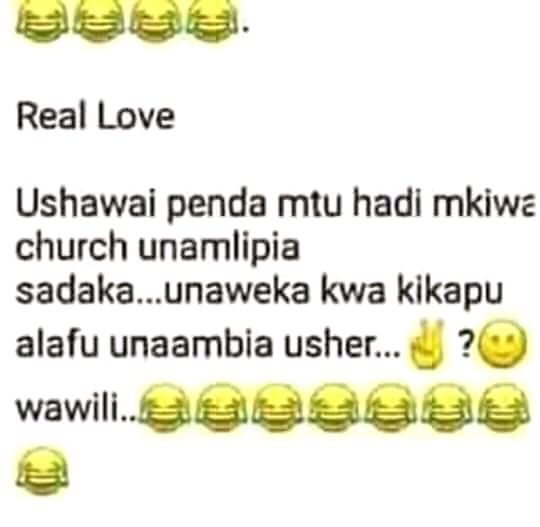 😂😂😂😂.
Real Love
Ushawai penda mtu hadi mkiwa
church unamlipia
sadaka...unaweka kwa kikapu
alafu unaambia usher...✌?🙂
wawili..😂😂😂😂😂😂😂
😂